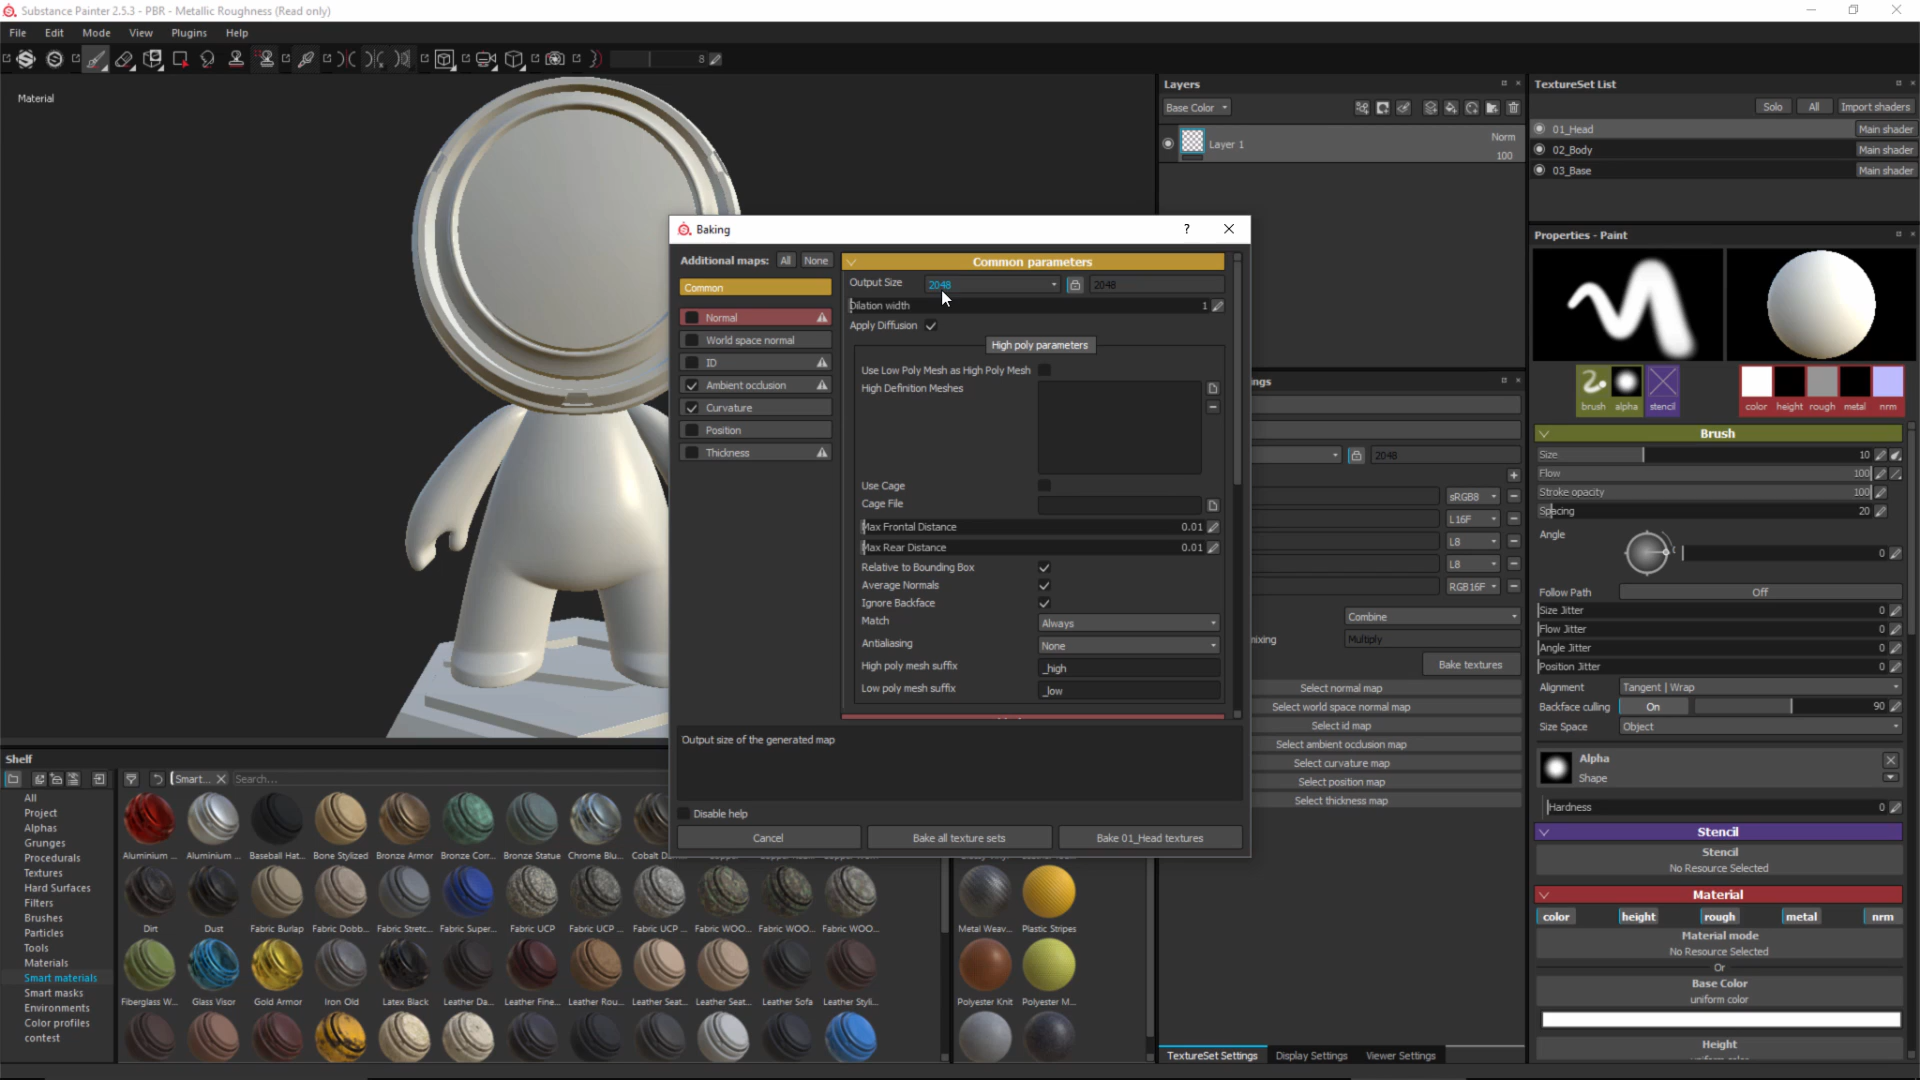 Substance Painter 2.5.3 - PBR - Metallic Roughness (Read only)
File Edit Mode View Plugins Help
8
Material
Layers
Base Color
Layer 1
Norm
100
TextureSet List
Solo All Import shaders
01_Head Main shader
02_Body Main shader
03_Base Main shader
Properties - Paint
brush alpha stencil color height rough metal nrm
Brush
Size 10
Flow 100
Stroke opacity 100
Spacing 20
Angle 0
Follow Path Off
Size Jitter 0
Flow Jitter 0
Angle Jitter 0
Position Jitter 0
Alignment Tangent | Wrap
Backface culling On 90
Size Space Object
Alpha
Shape
Hardness 0
Stencil
Stencil
No Resource Selected
Material
color height rough metal nrm
Material mode
No Resource Selected
Or
Base Color
uniform color
Height
Baking
?
Additional maps: All None
Common
Normal
World space normal
ID
Ambient occlusion
Curvature
Position
Thickness
Common parameters
Output Size 2048 2048
Dilation width 1
Apply Diffusion
High poly parameters
Use Low Poly Mesh as High Poly Mesh
High Definition Meshes
Use Cage
Cage File
Max Frontal Distance 0.01
Max Rear Distance 0.01
Relative to Bounding Box
Average Normals
Ignore Backface
Match Always
Antialiasing None
High poly mesh suffix _high
Low poly mesh suffix _low
Output size of the generated map
Disable help
Cancel Bake all texture sets Bake 01_Head textures
ngs
2048
sRGB8
L16F
L8
L8
RGB16F
Combine
mixing Multiply
Bake textures
Select normal map
Select world space normal map
Select id map
Select ambient occlusion map
Select curvature map
Select position map
Select thickness map
TextureSet Settings Display Settings Viewer Settings
Shelf
Smart... Search...
All
Project
Alphas
Grunges
Procedurals
Textures
Hard Surfaces
Filters
Brushes
Particles
Tools
Materials
Smart materials
Smart masks
Environments
Color profiles
contest
Aluminium ... Aluminium ... Baseball Hat... Bone Stylized Bronze Armor Bronze Corr... Bronze Statue Chrome Blu...
Dirt Dust Fabric Burlap Fabric Dobb... Fabric Stretc... Fabric Super... Fabric UCP Fabric UCP ... Fabric UCP ... Fabric WOO... Fabric WOO... Fabric WOO...
Fiberglass W... Glass Visor Gold Armor Iron Old Latex Black Leather Da... Leather Fine... Leather Rou... Leather Seat... Leather Seat... Leather Sofa Leather Styli...
Metal Weav... Plastic Stripes
Polyester Knit Polyester M...